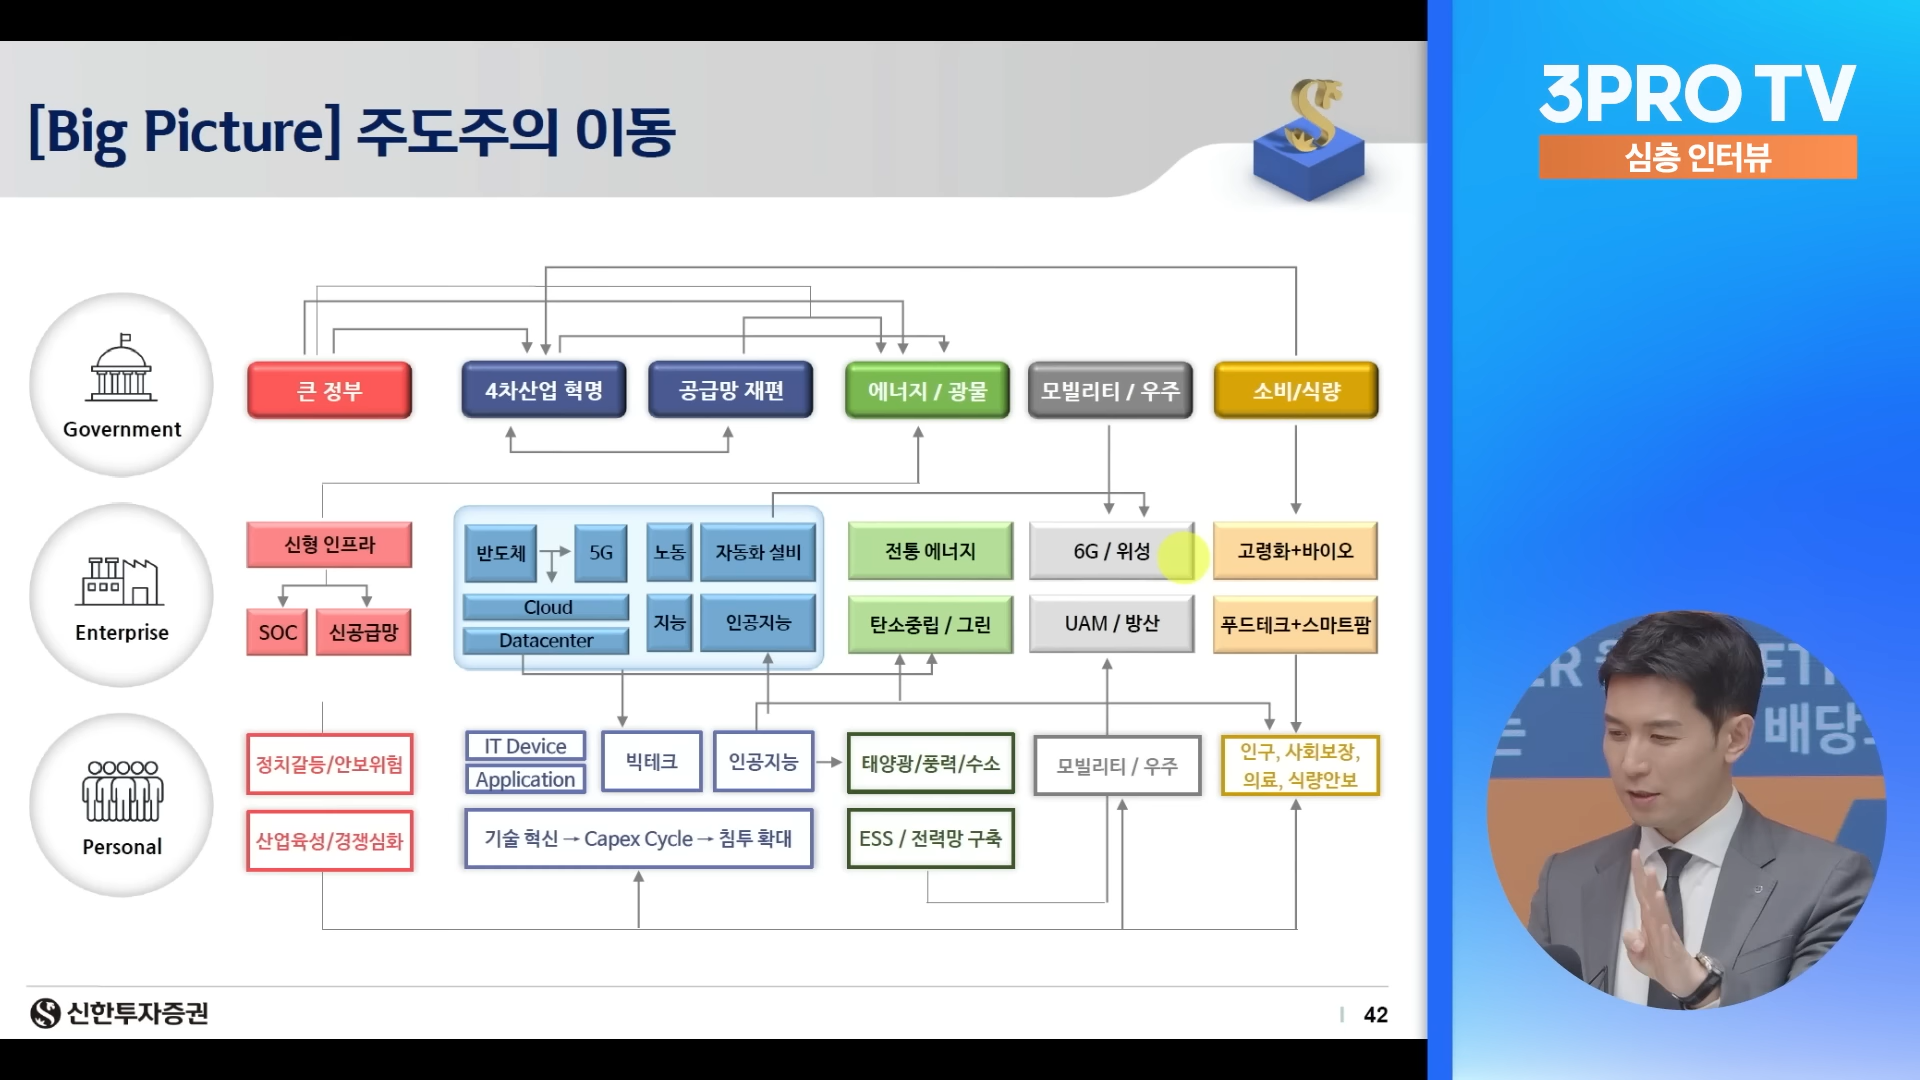 [Big Picture] 주도주의 이동
3PRO TV
심층 인터뷰
Government
큰 정부
4차산업 혁명
공급망 재편
에너지 / 광물
모빌리티 / 우주
소비/식량
Enterprise
신형 인프라
SOC
신공급망
반도체
5G
노동
자동화 설비
Cloud
Datacenter
지능
인공지능
전통 에너지
탄소중립 / 그린
6G / 위성
UAM / 방산
고령화+바이오
푸드테크+스마트팜
Personal
정치갈등/안보위험
산업육성/경쟁심화
IT Device
Application
빅테크
인공지능
기술 혁신→Capex Cycle→침투 확대
태양광/풍력/수소
ESS / 전력망 구축
모빌리티 / 우주
인구, 사회보장,
의료, 식량안보
신한투자증권
42
배당